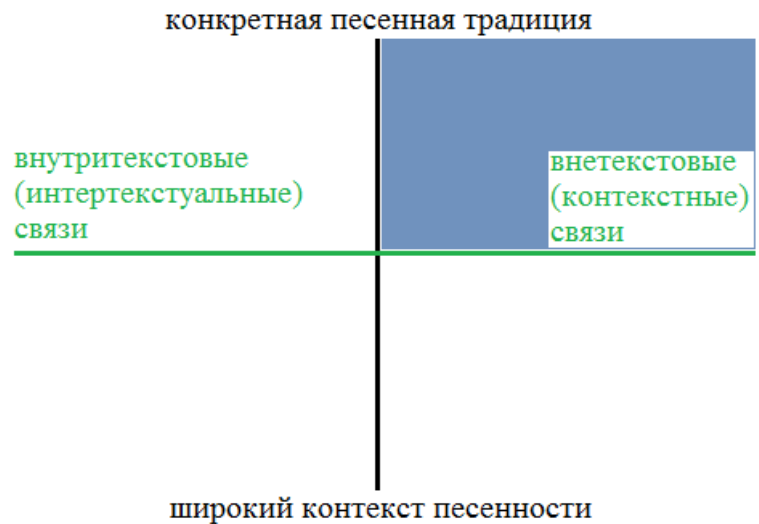 конкретная песенная традиция
внутритекстовые
(интертекстуальные)
связи
внетекстовые
(контекстные)
связи
широкий контекст песенности